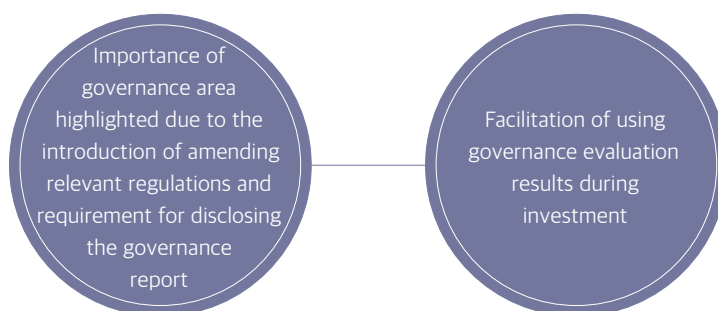 Importance of
governance area
highlighted due to the
introduction of amending
relevant regulations and
requirement for disclosing
the governance
report
Facilitation of using
governance evaluation
results during
investment